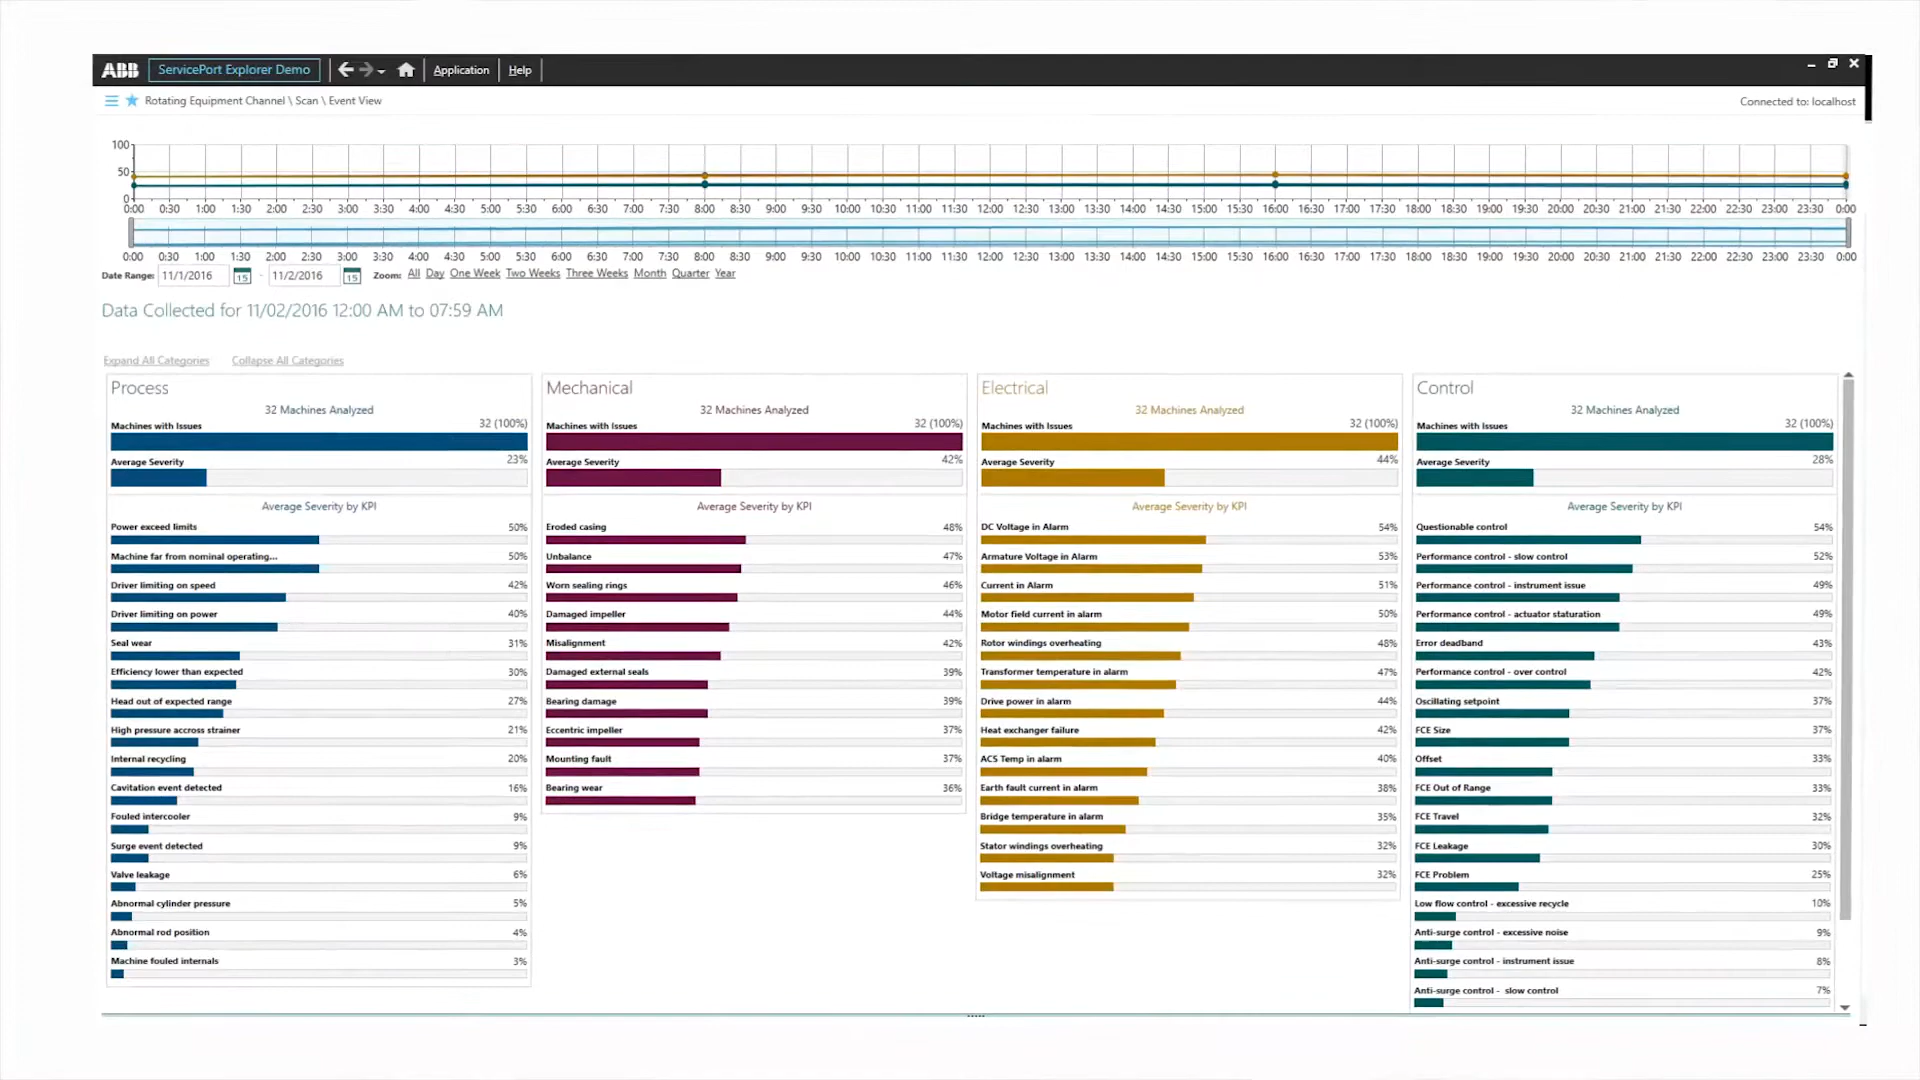 ABB ServicePort Explorer Demo Application Help
Rotating Equipment Channel \ Scan \ Event View Connected to: localhost
100
50
0
0:00 0:30 1:00 1:30 2:00 2:30 3:00 3:30 4:00 4:30 5:00 5:30 6:00 6:30 7:00 7:30 8:00 8:30 9:00 9:30 10:00 10:30 11:00 11:30 12:00 12:30 13:00 13:30 14:00 14:30 15:00 15:30 16:00 16:30 17:00 17:30 18:00 18:30 19:00 19:30 20:00 20:30 21:00 21:30 22:00 22:30 23:00 23:30 0:00
0:00 0:30 1:00 1:30 2:00 2:30 3:00 3:30 4:00 4:30 5:00 5:30 6:00 6:30 7:00 7:30 8:00 8:30 9:00 9:30 10:00 10:30 11:00 11:30 12:00 12:30 13:00 13:30 14:00 14:30 15:00 15:30 16:00 16:30 17:00 17:30 18:00 18:30 19:00 19:30 20:00 20:30 21:00 21:30 22:00 22:30 23:00 23:30 0:00
Date Range: 11/1/2016 15 - 11/2/2016 15 Zoom: All Day One Week Two Weeks Three Weeks Month Quarter Year
Data Collected for 11/02/2016 12:00 AM to 07:59 AM
Expand All Categories Collapse All Categories
Process
32 Machines Analyzed
Machines with Issues 32 (100%)
Average Severity 23%
Average Severity by KPI
Power exceed limits 50%
Machine far from nominal operating... 50%
Driver limiting on speed 42%
Driver limiting on power 40%
Seal wear 31%
Efficiency lower than expected 30%
Head out of expected range 27%
High pressure accross strainer 21%
Internal recycling 20%
Cavitation event detected 16%
Fouled intercooler 9%
Surge event detected 9%
Valve leakage 6%
Abnormal cylinder pressure 5%
Abnormal rod position 4%
Machine fouled internals 3%
Mechanical
32 Machines Analyzed
Machines with Issues 32 (100%)
Average Severity 42%
Average Severity by KPI
Eroded casing 48%
Unbalance 47%
Worn sealing rings 46%
Damaged impeller 44%
Misalignment 42%
Damaged external seals 39%
Bearing damage 39%
Eccentric impeller 37%
Mounting fault 37%
Bearing wear 36%
Electrical
32 Machines Analyzed
Machines with Issues 32 (100%)
Average Severity 44%
Average Severity by KPI
DC Voltage in Alarm 54%
Armature Voltage in Alarm 53%
Current in Alarm 51%
Motor field current in alarm 50%
Rotor windings overheating 48%
Transformer temperature in alarm 47%
Drive power in alarm 44%
Heat exchanger failure 42%
ACS Temp in alarm 40%
Earth fault current in alarm 38%
Bridge temperature in alarm 35%
Stator windings overheating 32%
Voltage misalignment 32%
Control
32 Machines Analyzed
Machines with Issues 32 (100%)
Average Severity 28%
Average Severity by KPI
Questionable control 54%
Performance control - slow control 52%
Performance control - instrument issue 49%
Performance control - actuator staturation 49%
Error deadband 43%
Performance control - over control 42%
Oscillating setpoint 37%
FCE Size 37%
Offset 33%
FCE Out of Range 33%
FCE Travel 32%
FCE Leakage 30%
FCE Problem 25%
Low flow control - excessive recycle 10%
Anti-surge control - excessive noise 9%
Anti-surge control - instrument issue 8%
Anti-surge control - slow control 7%